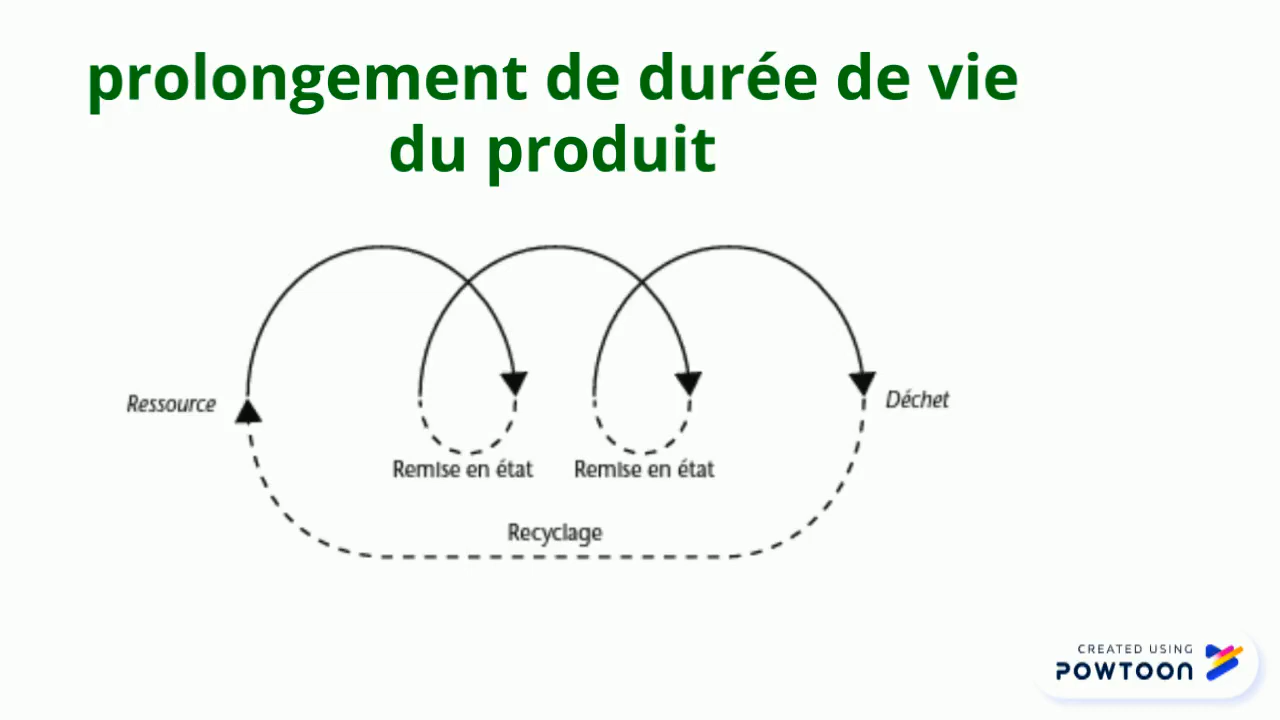 prolongement de durée de vie
du produit
Ressource
Déchet
Remise en état
Remise en état
Recyclage
CREATED USING
POWTOON